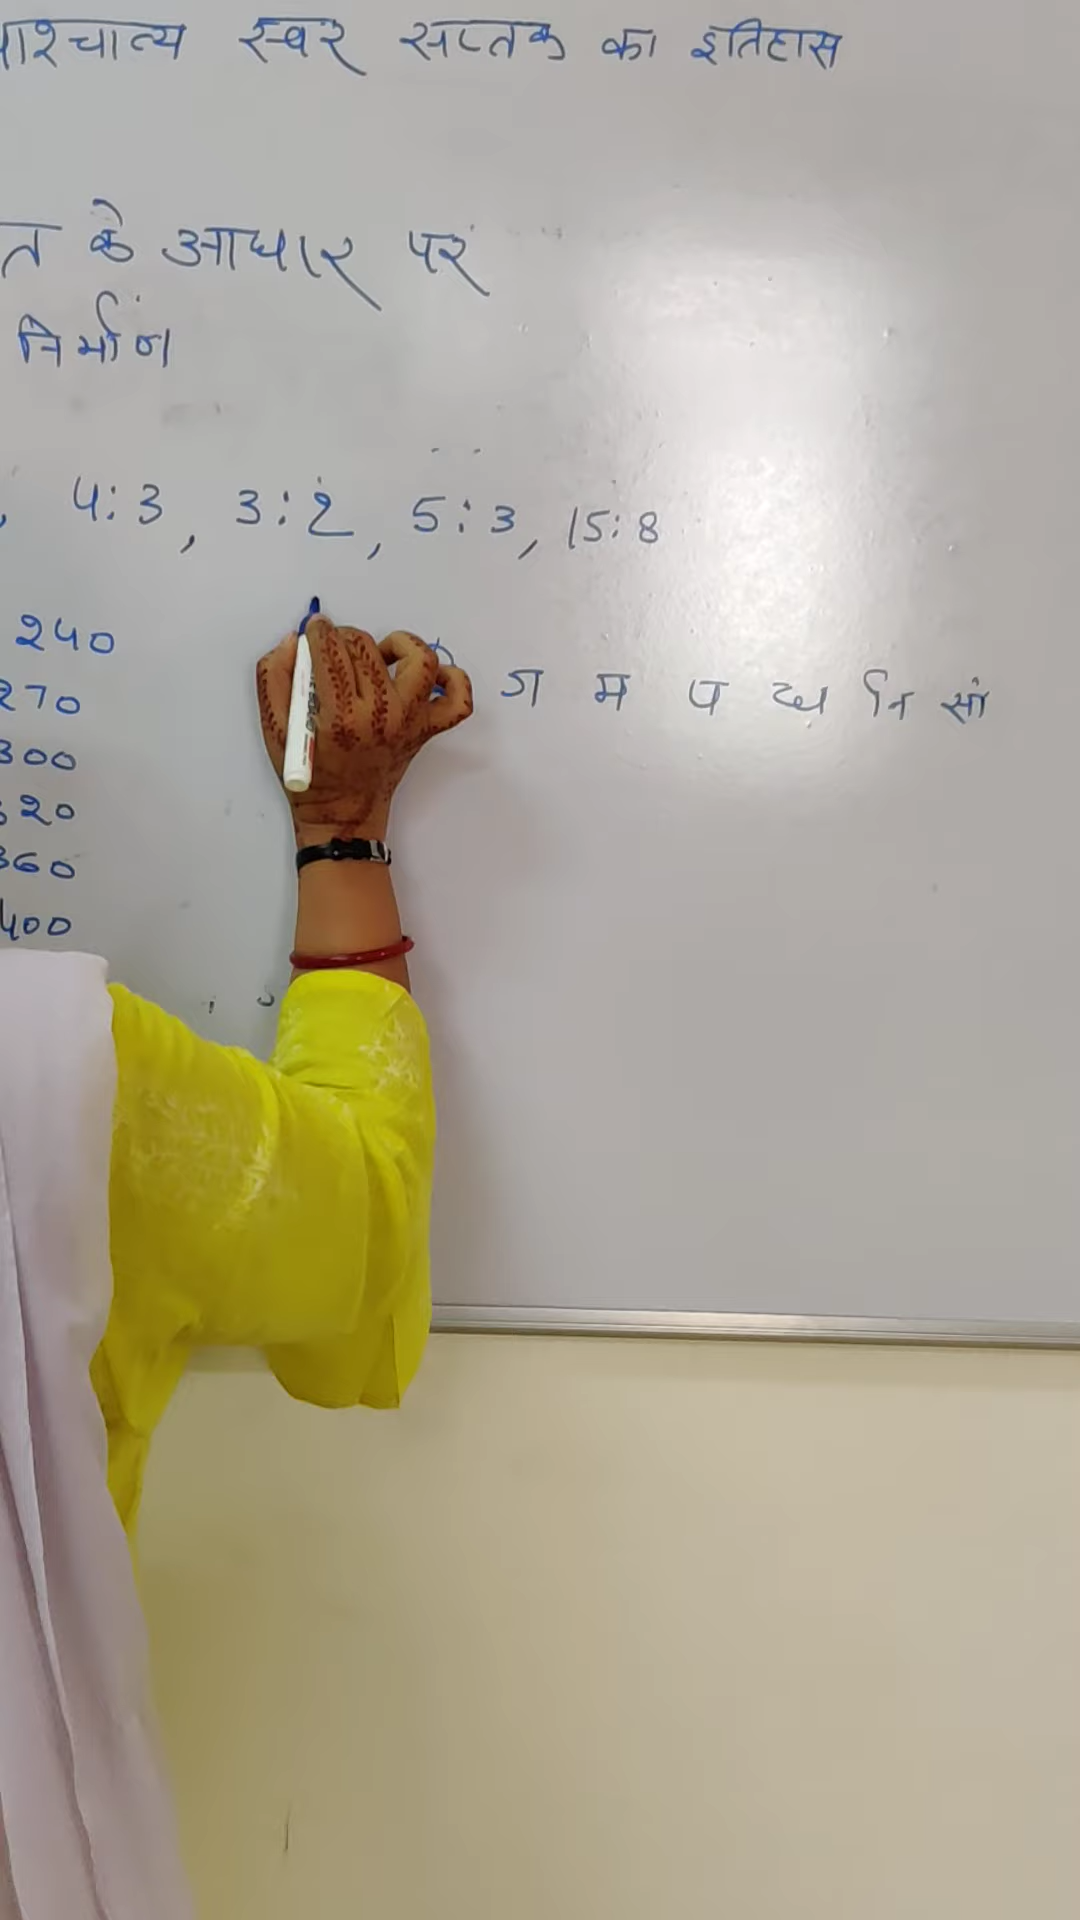 पाश्चात्य स्वर सप्तक का इतिहास
त के आधार पर
निर्माण
, 4:3, 3:2, 5:3, 15:8
240
ग म प ध नि सां
270
300
320
360
400